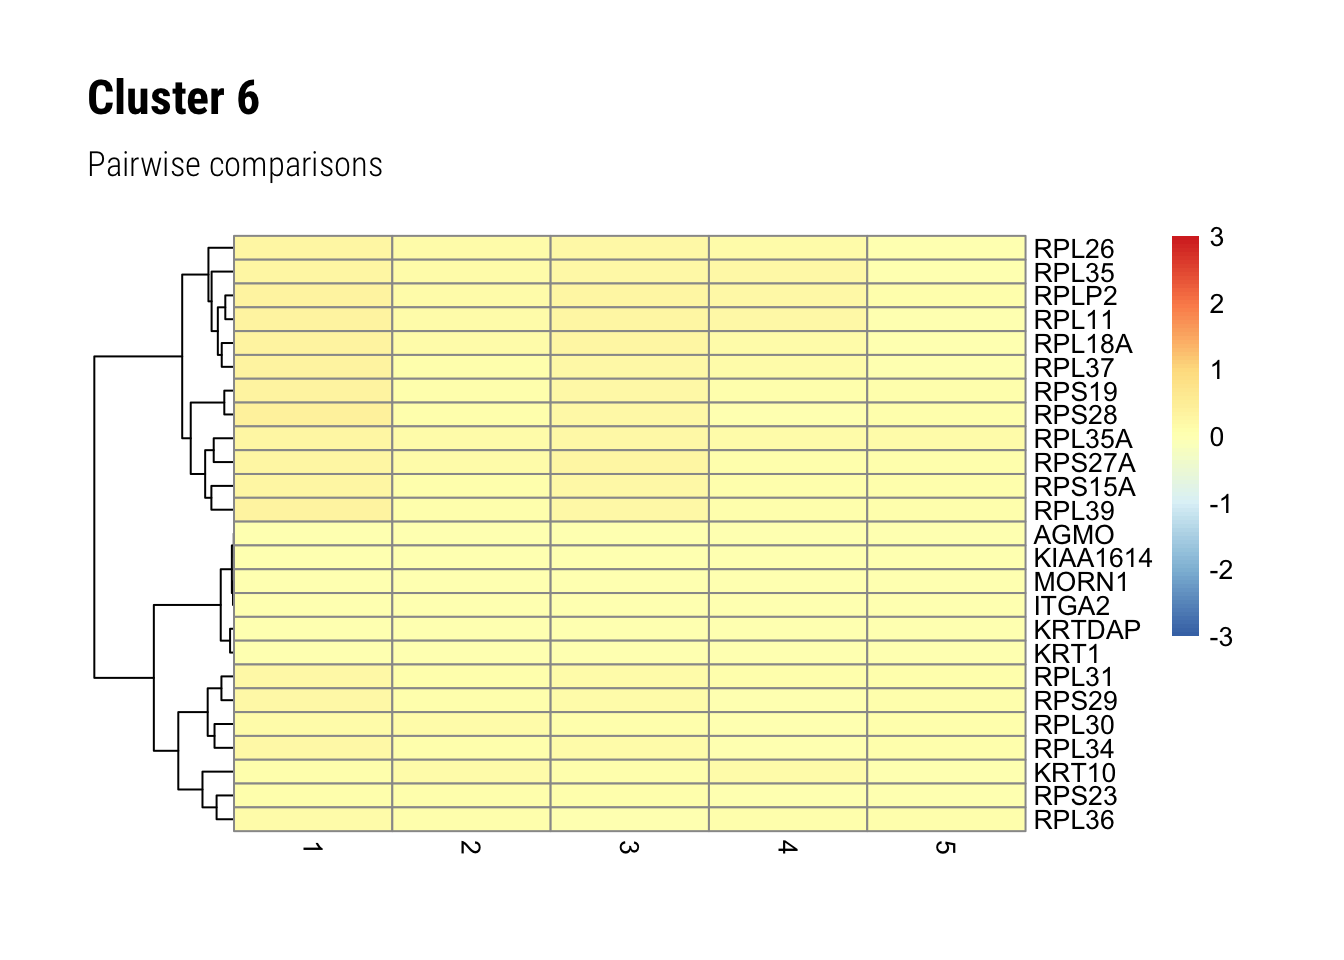 Cluster 6
Pairwise comparisons
RPL26
RPL35
RPLP2
RPL11
RPL18A
RPL37
RPS19
RPS28
RPL35A
RPS27A
RPS15A
RPL39
AGMO
KIAA1614
MORN1
ITGA2
KRTDAP
KRT1
RPL31
RPS29
RPL30
RPL34
KRT10
RPS23
RPL36
3
2
1
0
-1
-2
-3
1 2 3 4 5